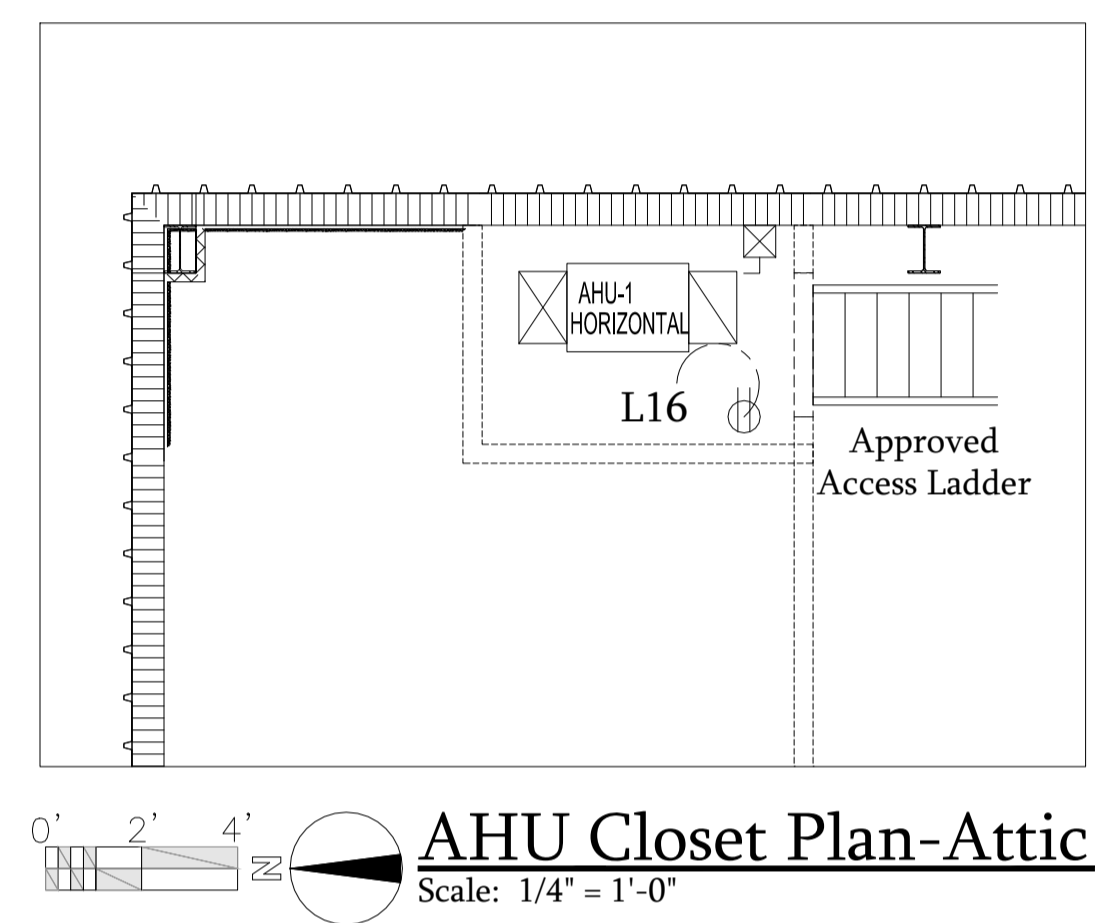 AHU-1
HORIZONTAL
L16
Approved
Access Ladder
0' 2' 4'
N
AHU Closet Plan-Attic
Scale: 1/4" = 1'-0"